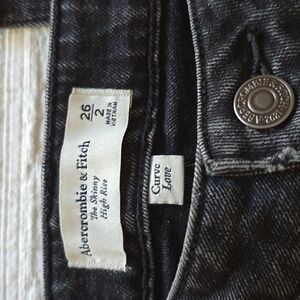 Abercrombie & Fitch
The Skinny
High Rise
26
2
MADE IN
VIETNAM
Curve
Love